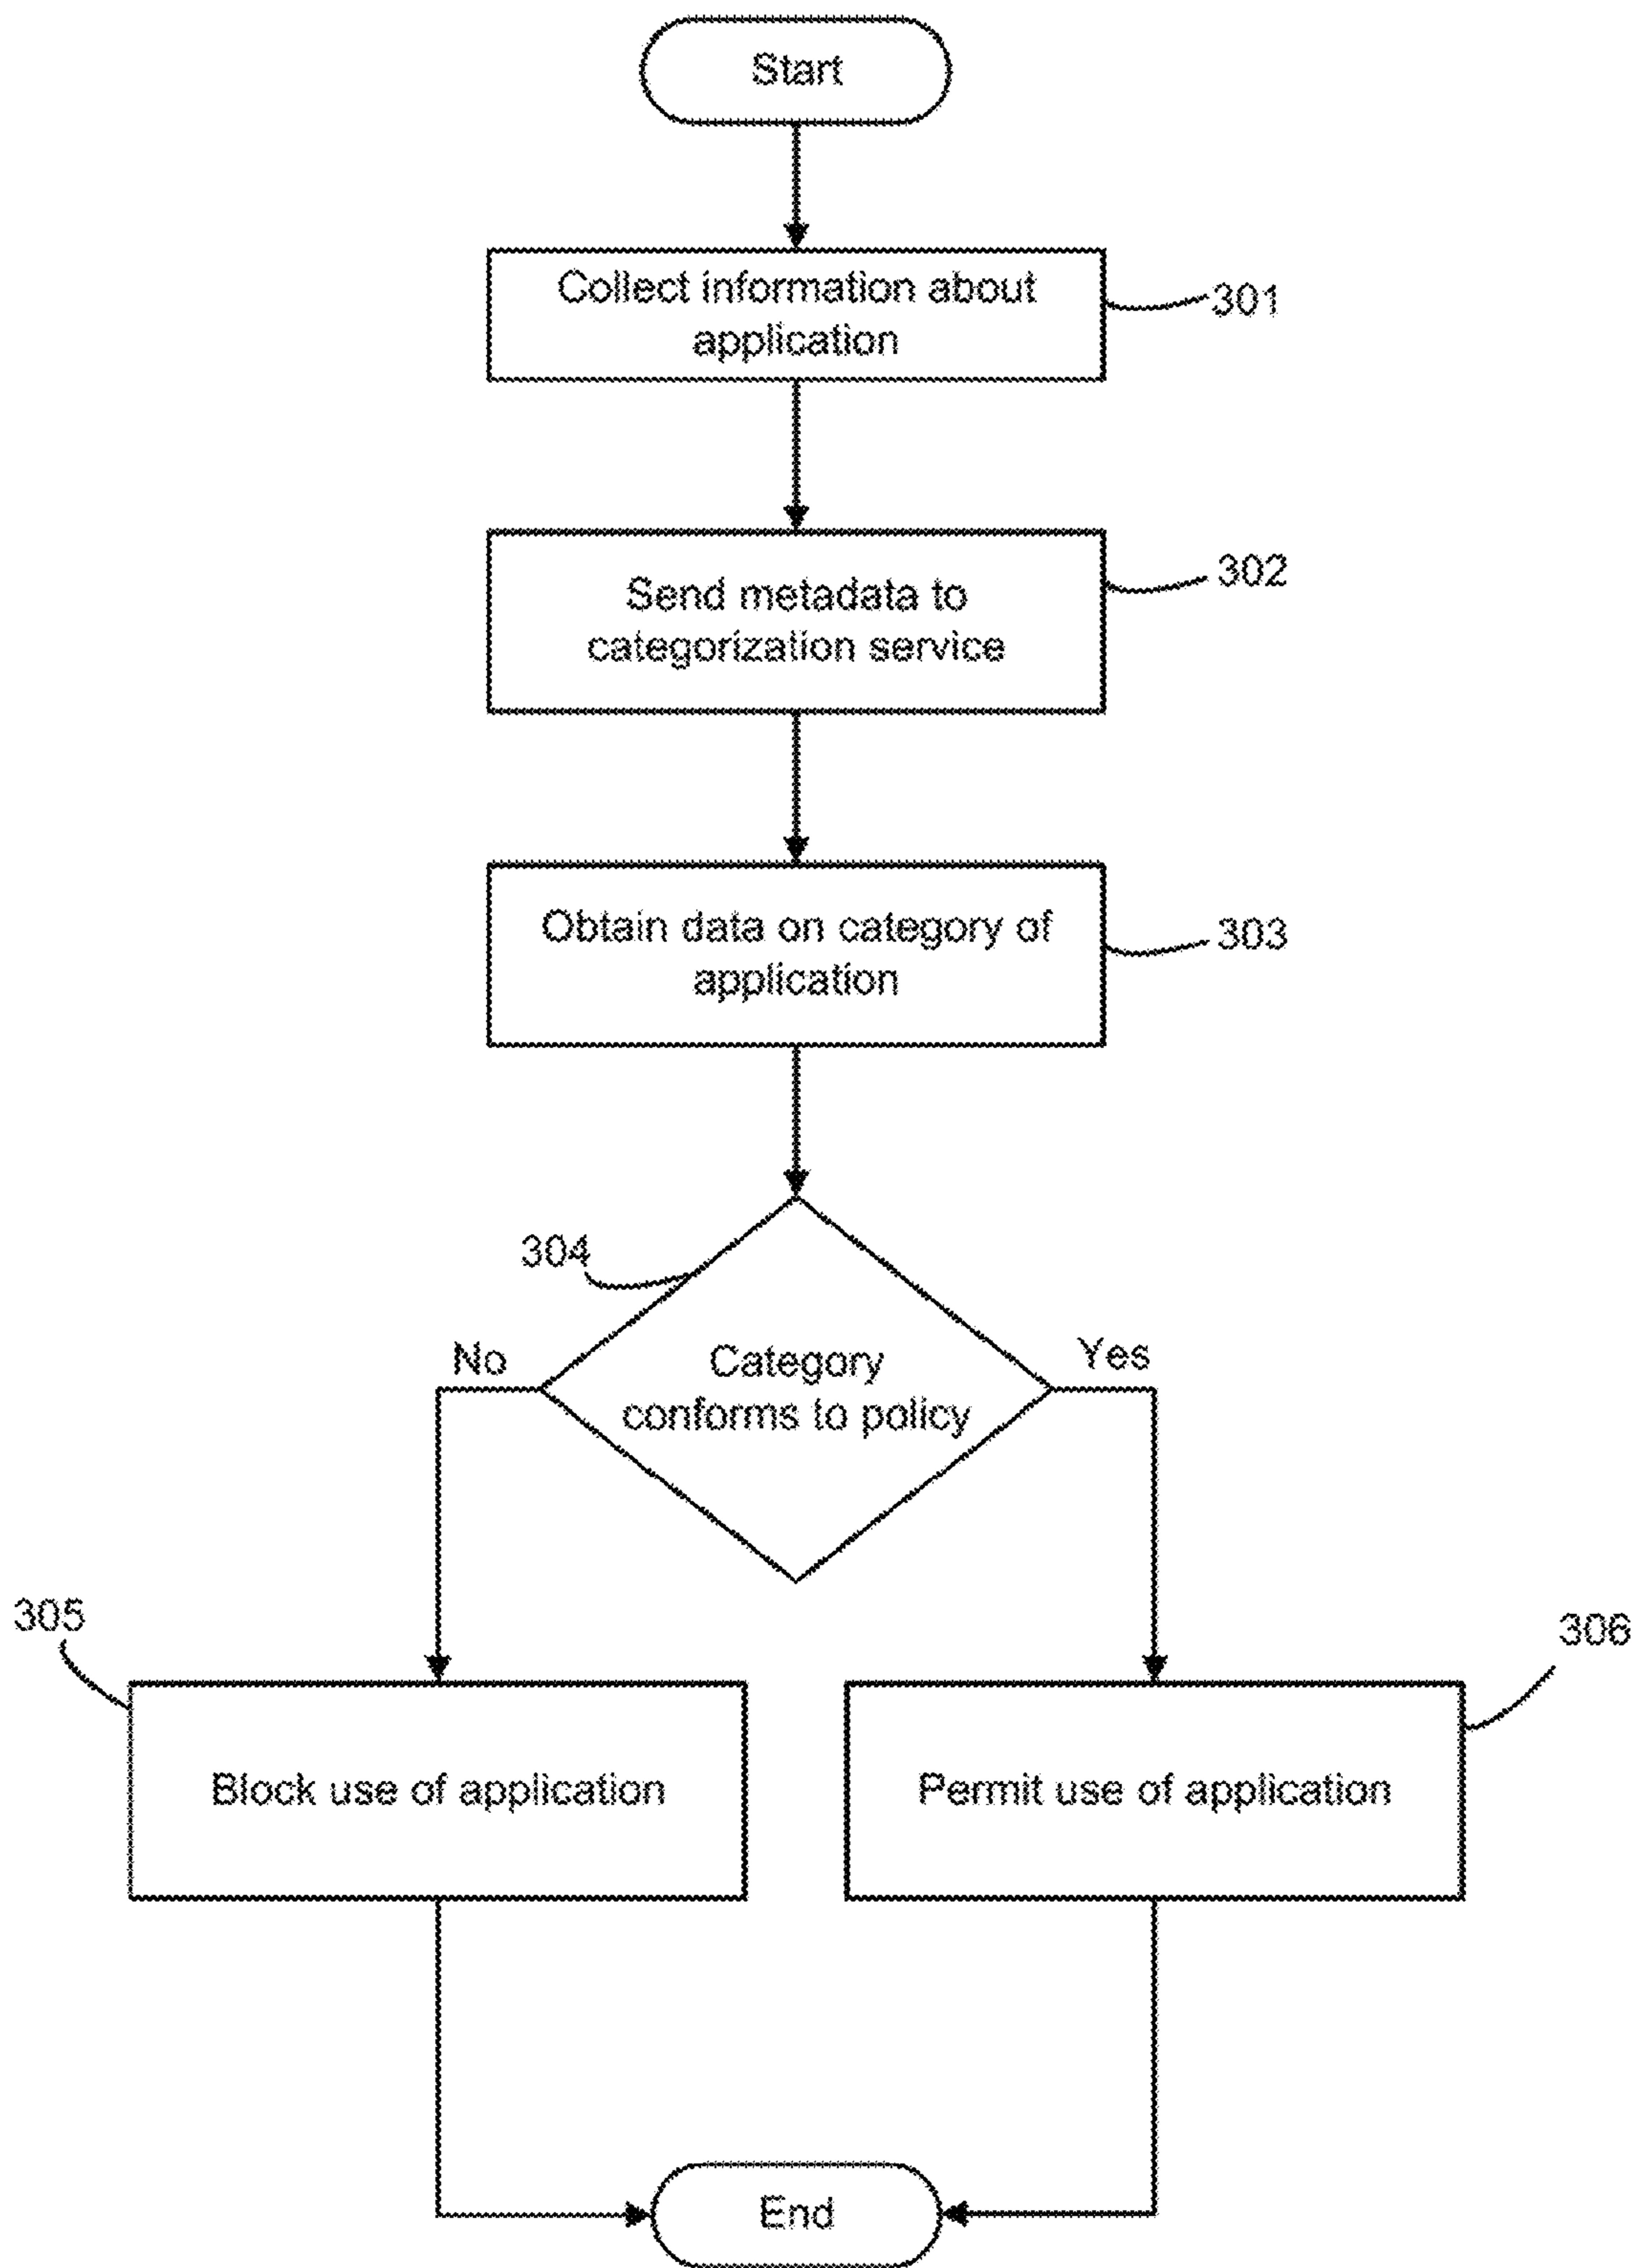 Start
Collect information about
application
301
Send metadata to
categorization service
302
Obtain data on category of
application
303
304
No
Category
conforms to policy
Yes
305
Block use of application
306
Permit use of application
End